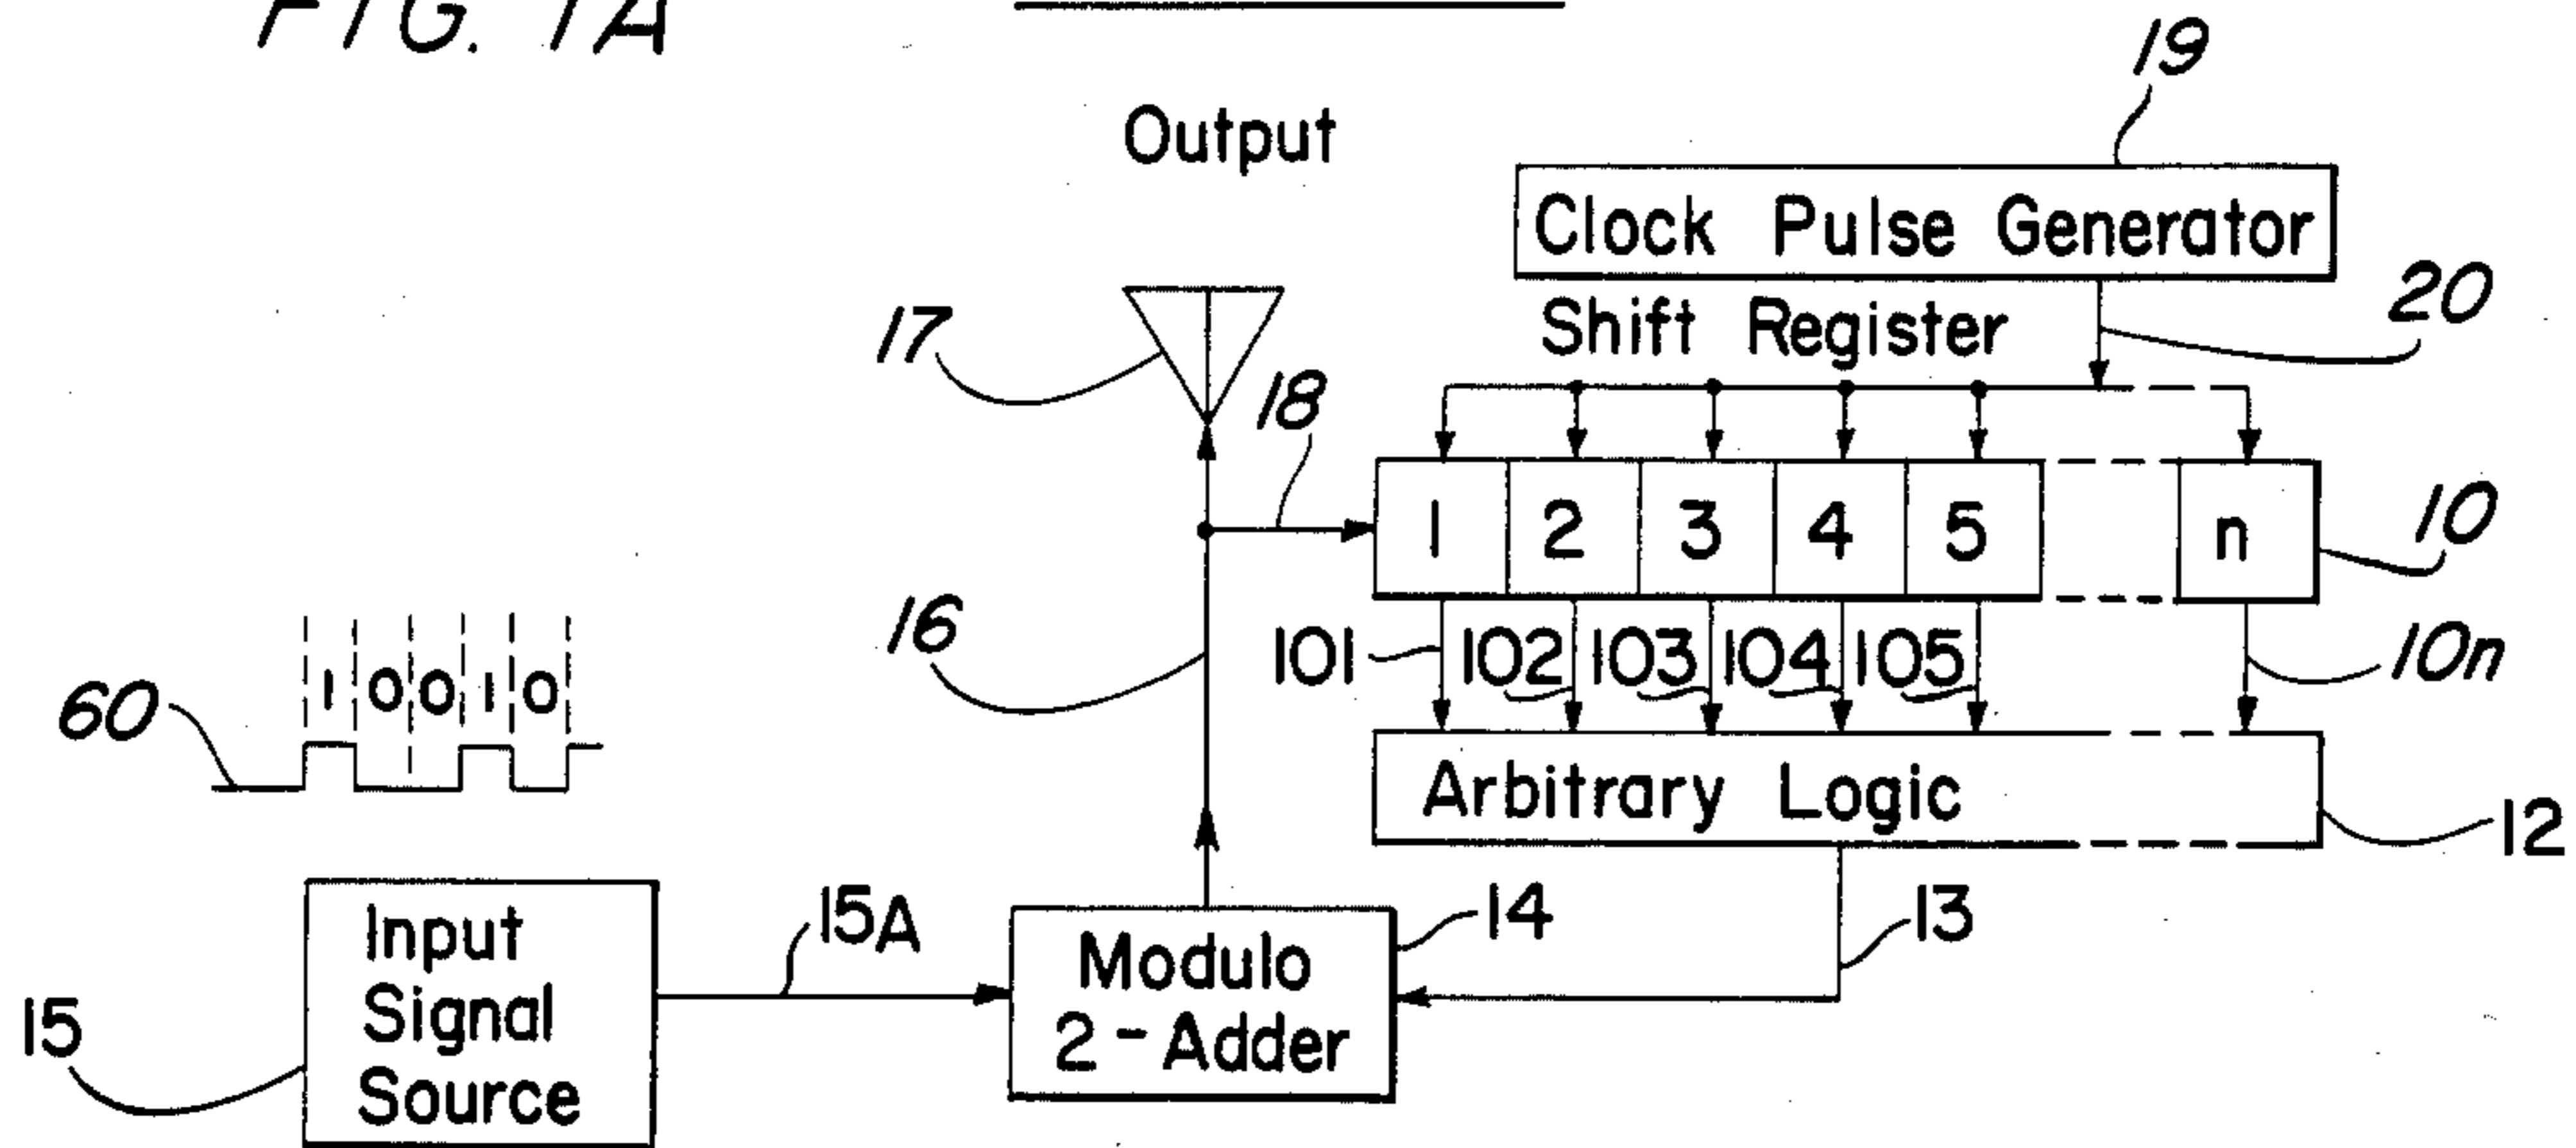 FIG. 1A
19
Output
Clock Pulse Generator
20
Shift Register
17
18
1 2 3 4 5 n
10
16
101 102 103 104 105 10n
60
1 0 0 1 0
Arbitrary Logic
12
15A
14
13
Input
Signal
Source
Modulo
2-Adder
15